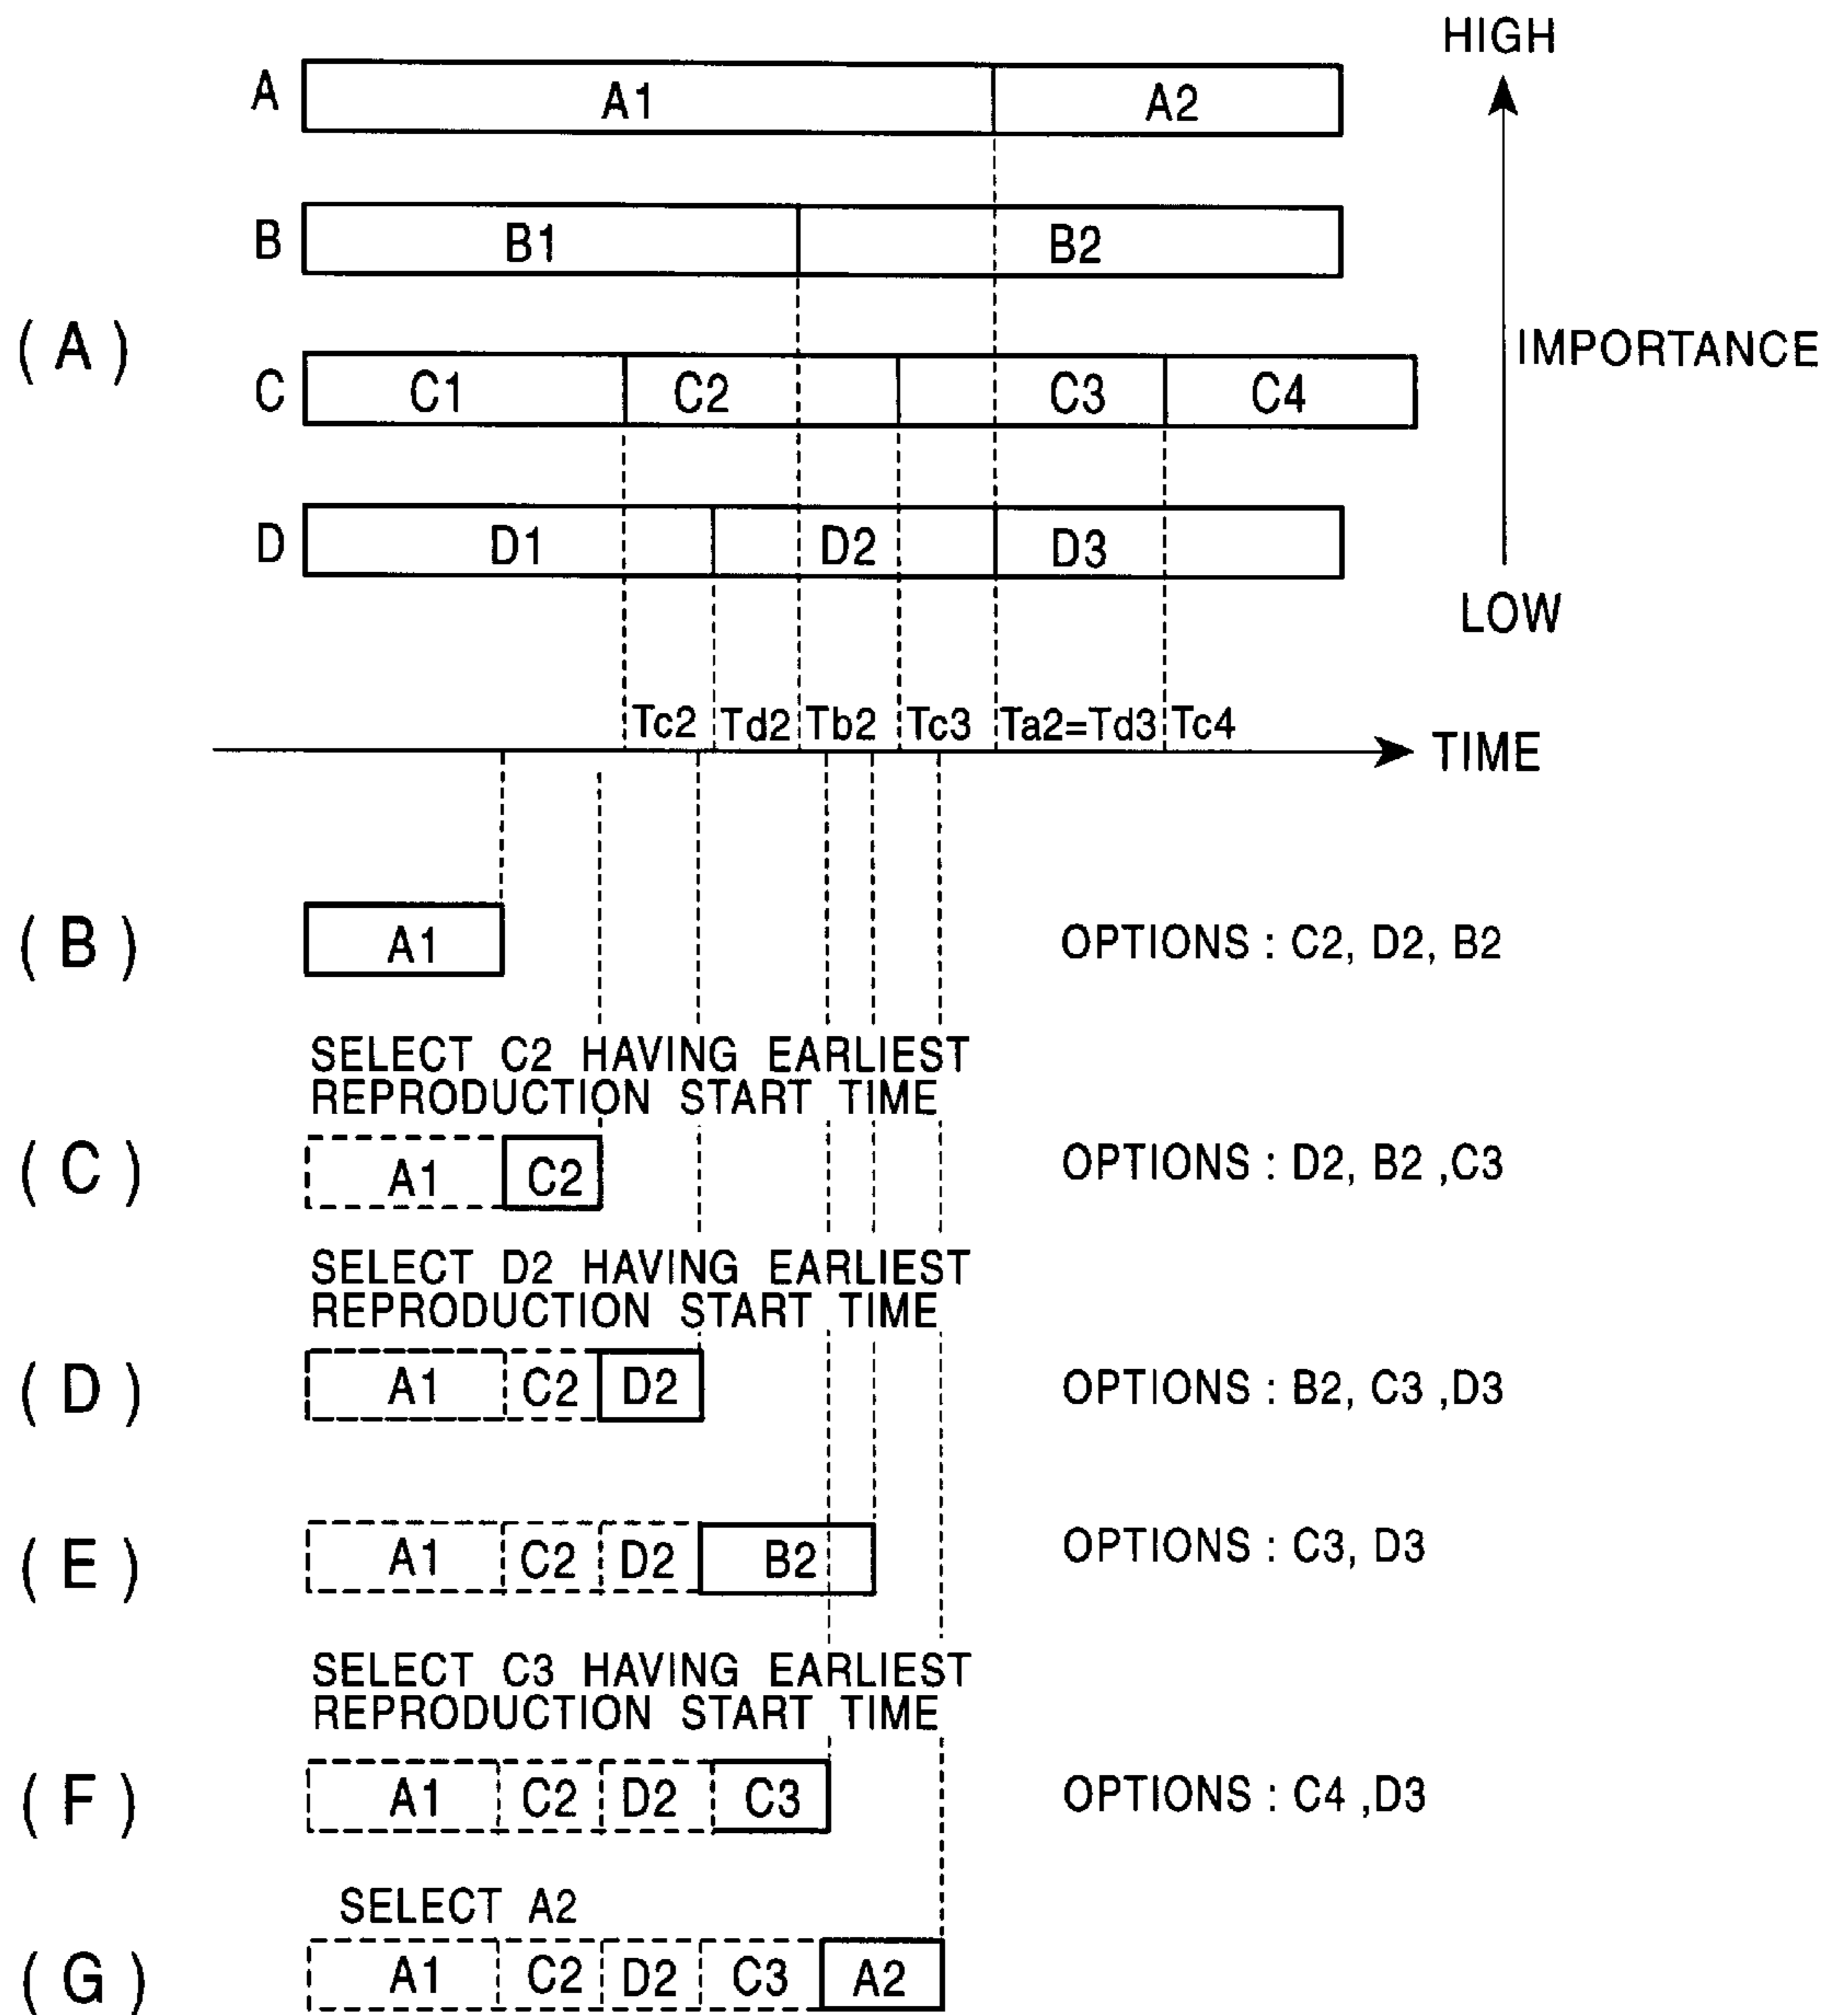 HIGH
A A1 A2
B B1 B2
( A )
IMPORTANCE
C C1 C2 C3 C4
D D1 D2 D3
LOW
Tc2 Td2 Tb2 Tc3 Ta2=Td3 Tc4
TIME
( B ) A1 OPTIONS : C2, D2, B2
SELECT C2 HAVING EARLIEST
REPRODUCTION START TIME
( C ) A1 C2 OPTIONS : D2, B2 ,C3
SELECT D2 HAVING EARLIEST
REPRODUCTION START TIME
( D ) A1 C2 D2 OPTIONS : B2, C3 ,D3
( E ) A1 C2 D2 B2 OPTIONS : C3, D3
SELECT C3 HAVING EARLIEST
REPRODUCTION START TIME
( F ) A1 C2 D2 C3 OPTIONS : C4 ,D3
SELECT A2
( G ) A1 C2 D2 C3 A2